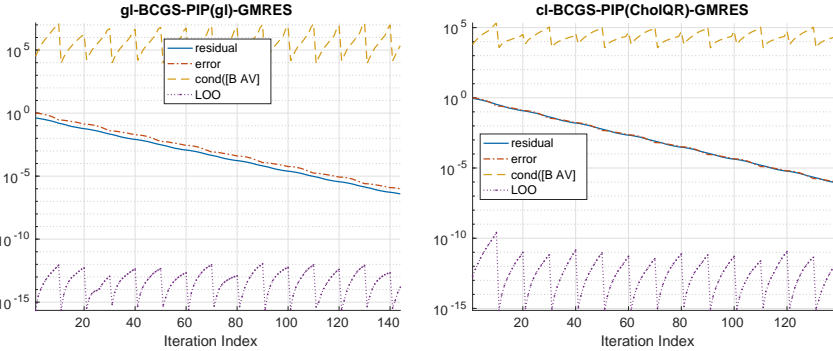 gl-BCGS-PIP(gl)-GMRES
10^5
10^0
10^-5
10^-10
10^-15
residual
error
cond([B AV]
LOO
20
40
60
80
100
120
140
Iteration Index
cl-BCGS-PIP(CholQR)-GMRES
10^5
10^0
10^-5
10^-10
10^-15
residual
error
cond([B AV]
LOO
20
40
60
80
100
120
Iteration Index